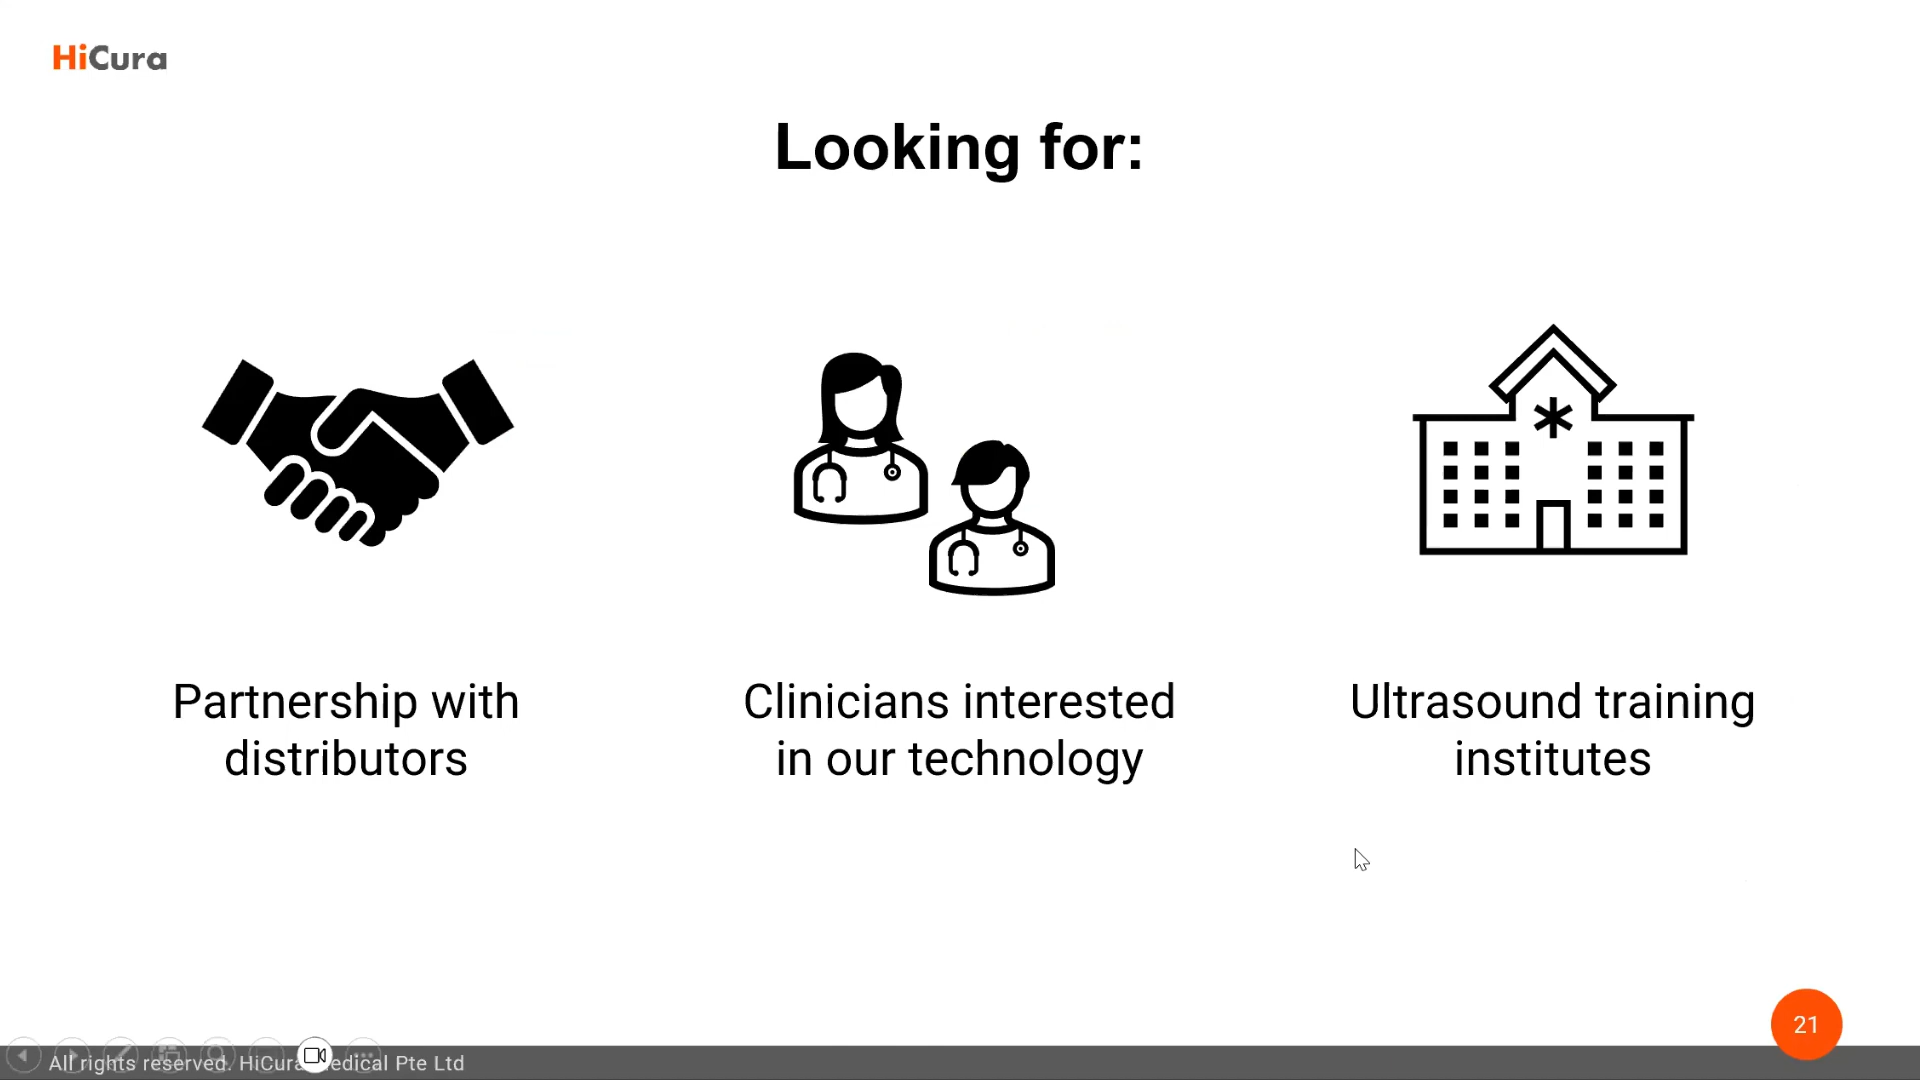 HiCura
Looking for:
Partnership with
distributors
Clinicians interested
in our technology
Ultrasound training
institutes
21
All rights reserved. HiCura Medical Pte Ltd